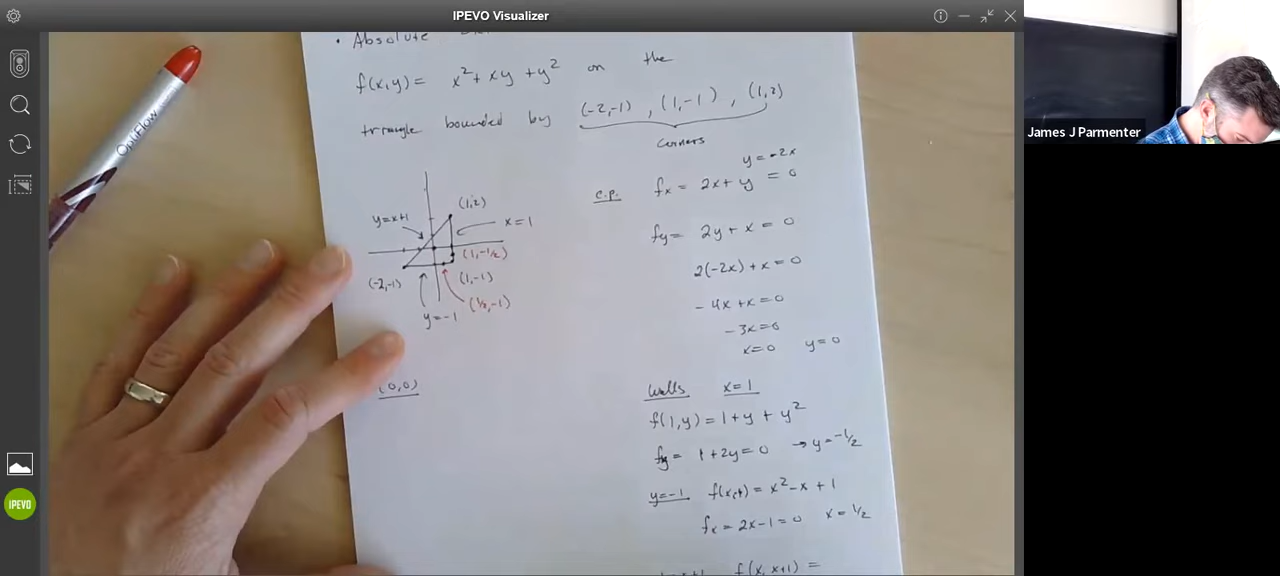 IPEVO Visualizer
• Absolute
f(x,y) = x² + xy + y² on the
triangle bounded by (-2,-1) , (1,-1) , (1,2)
corners
y = -2x
c.p. fx = 2x + y = 0
fy = 2y + x = 0
2(-2x) + x = 0
-4x + x = 0
-3x = 0
x = 0 y = 0
(1,2)
y = x+1
x = 1
(1,-1/2)
(-2,-1)
(1,-1)
(1/2,-1)
y = -1
(0,0)
Walls x = 1
f(1,y) = 1 + y + y²
fy = 1 + 2y = 0 → y = -1/2
y = -1 f(x,-1) = x² - x + 1
fx = 2x - 1 = 0 x = 1/2
f(x, x+1) =
OptiFlow
IPEVO
James J Parmenter